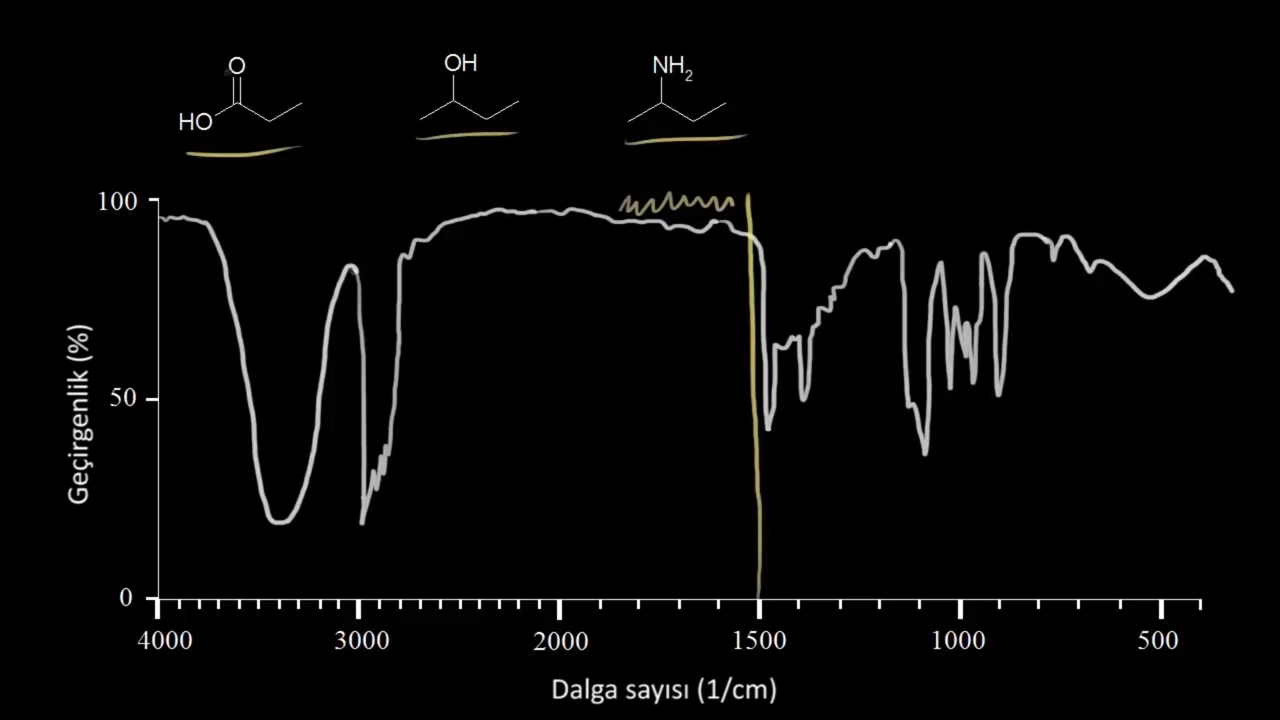 O
HO
OH
NH2
100
50
0
Geçirgenlik (%)
4000 3000 2000 1500 1000 500
Dalga sayısı (1/cm)